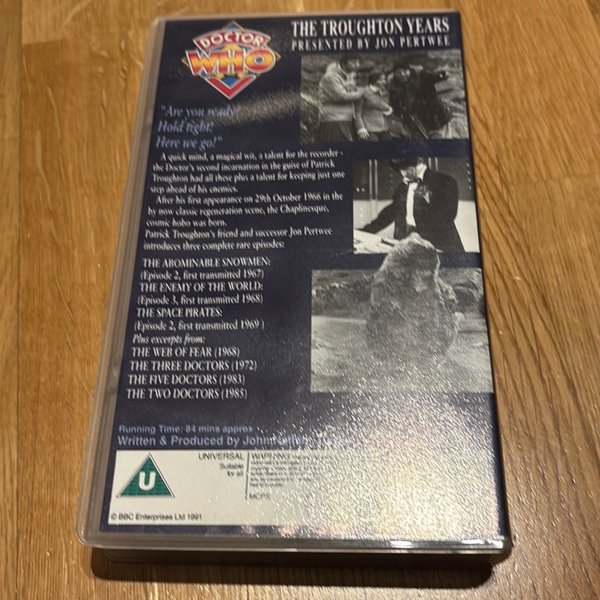 THE TROUGHTON YEARS
PRESENTED BY JON PERTWEE
DOCTOR
WHO
"Are you ready?
Hold tight!
Here we go!"
A quick mind, a magical wit, a talent for the recorder -
the Doctor's second incarnation in the guise of Patrick
Troughton had all these plus a talent for keeping just one
step ahead of his enemies.
After his first appearance on 29th October 1966 in the
by now classic regeneration scene, the Chaplinesque,
cosmic hobo was born.
Patrick Troughton's friend and successor Jon Pertwee
introduces three complete rare episodes:
THE ABOMINABLE SNOWMEN:
(Episode 2, first transmitted 1967)
THE ENEMY OF THE WORLD:
(Episode 3, first transmitted 1968)
THE SPACE PIRATES:
(Episode 2, first transmitted 1969 )
Plus excerpts from:
THE WEB OF FEAR (1968)
THE THREE DOCTORS (1972)
THE FIVE DOCTORS (1983)
THE TWO DOCTORS (1985)
Running Time: 84 mins approx
Written & Produced by John
U
UNIVERSAL
Suitable
for all
WARNING
MCPS
© BBC Enterprises Ltd 1991